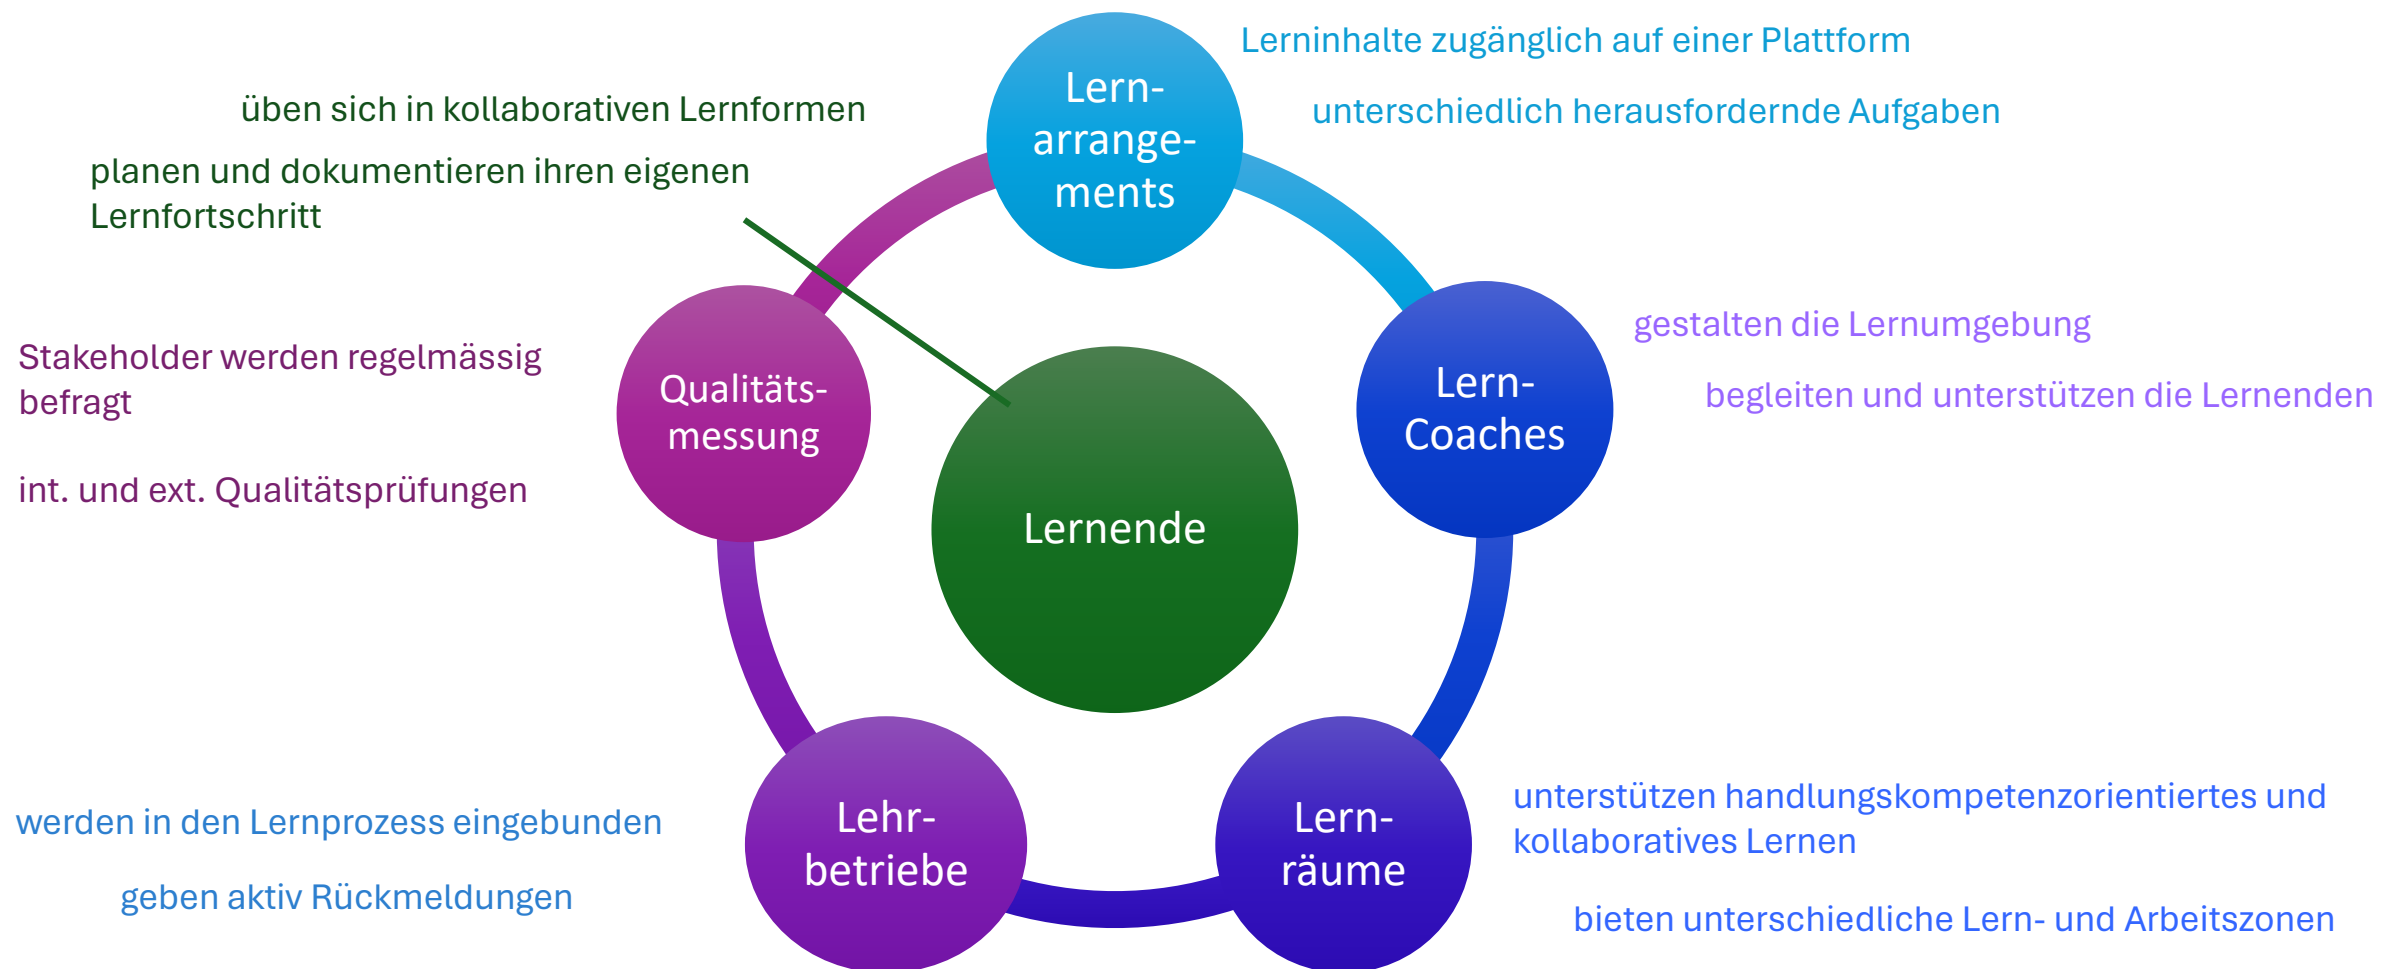 Lern-
arrange-
ments
Lerninhalte zugänglich auf einer Plattform
unterschiedlich herausfordernde Aufgaben
üben sich in kollaborativen Lernformen
planen und dokumentieren ihren eigenen
Lernfortschritt
Lern-
Coaches
gestalten die Lernumgebung
begleiten und unterstützen die Lernenden
Qualitäts-
messung
Stakeholder werden regelmässig
befragt
int. und ext. Qualitätsprüfungen
Lernende
Lehr-
betriebe
werden in den Lernprozess eingebunden
geben aktiv Rückmeldungen
Lern-
räume
unterstützen handlungskompetenzorientiertes und
kollaboratives Lernen
bieten unterschiedliche Lern- und Arbeitszonen